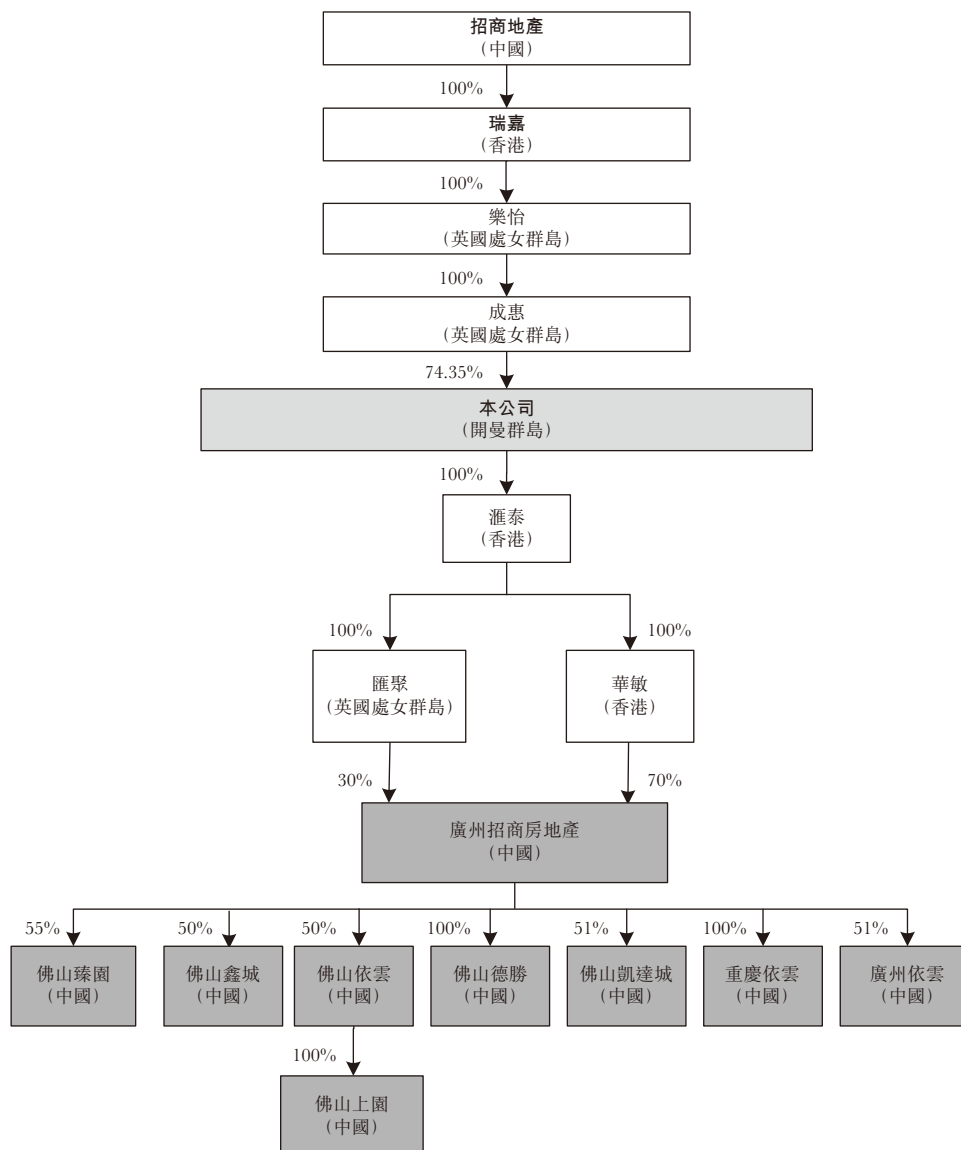 招商地產
(中國)
100%
瑞嘉
(香港)
100%
樂怡
(英國處女群島)
100%
成惠
(英國處女群島)
74.35%
本公司
(開曼群島)
100%
滙泰
(香港)
100%
100%
匯聚
(英國處女群島)
華敏
(香港)
30%
70%
廣州招商房地產
(中國)
55%
50%
50%
100%
51%
100%
51%
佛山臻園
(中國)
佛山鑫城
(中國)
佛山依雲
(中國)
佛山德勝
(中國)
佛山凱達城
(中國)
重慶依雲
(中國)
廣州依雲
(中國)
100%
佛山上園
(中國)